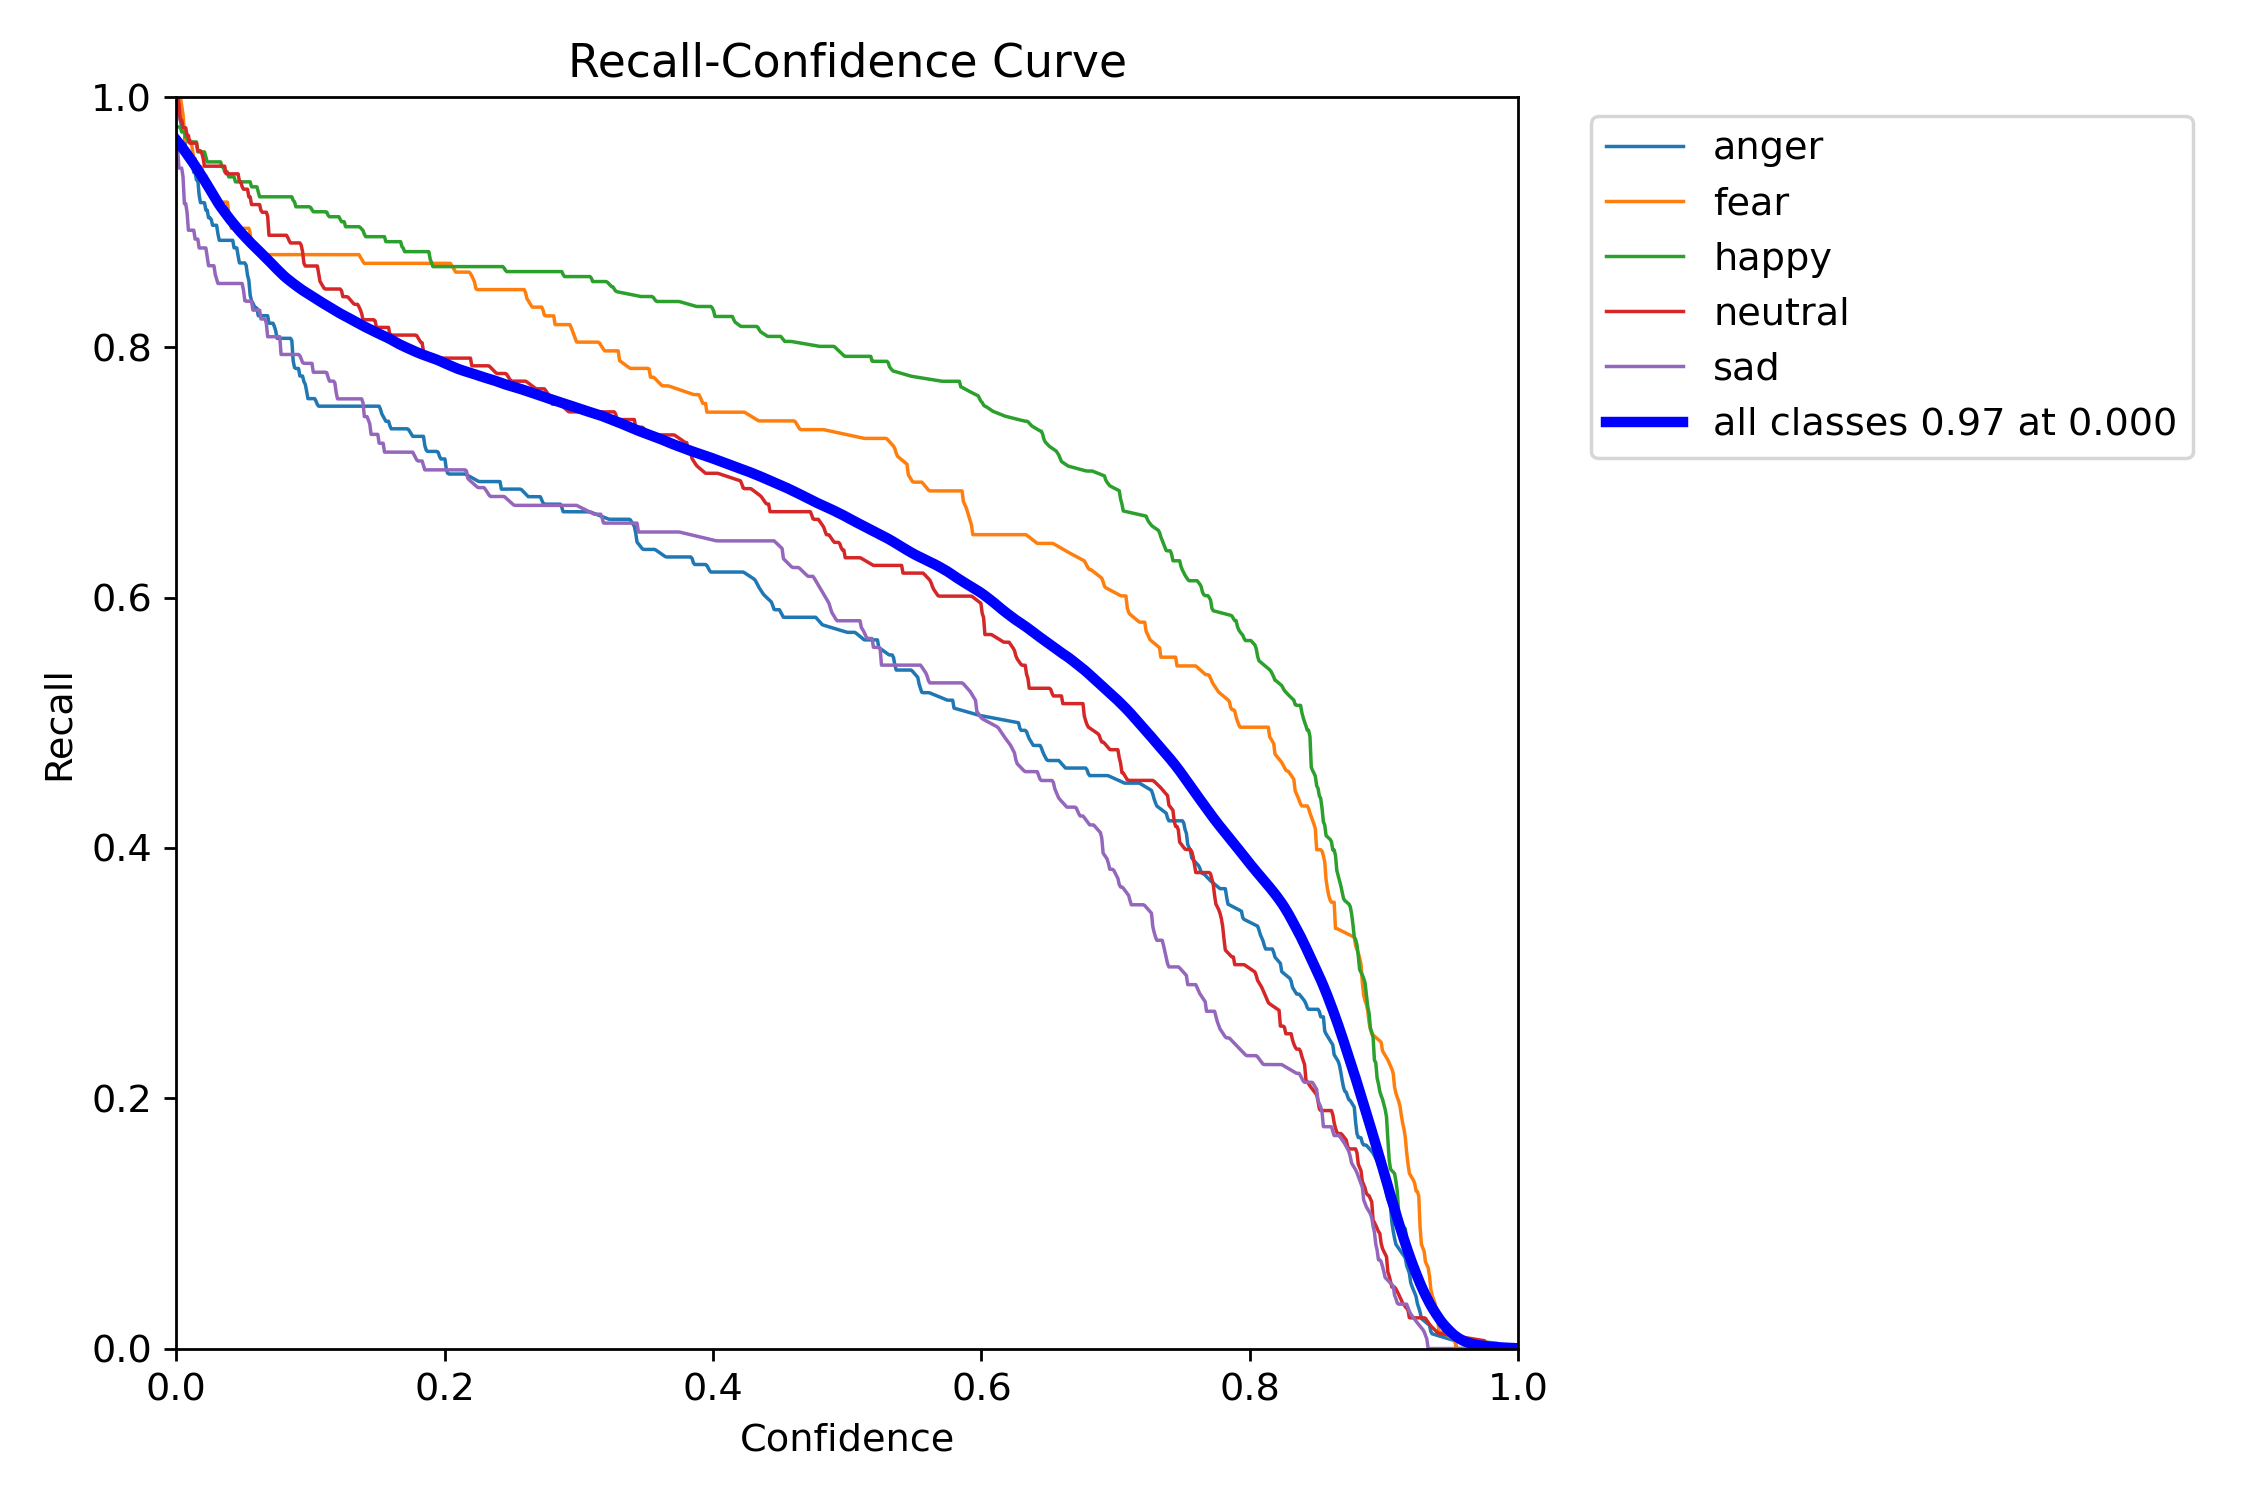 Recall-Confidence Curve
1.0
0.8
0.6
0.4
0.2
0.0
Recall
0.0 0.2 0.4 0.6 0.8 1.0
Confidence
anger
fear
happy
neutral
sad
all classes 0.97 at 0.000